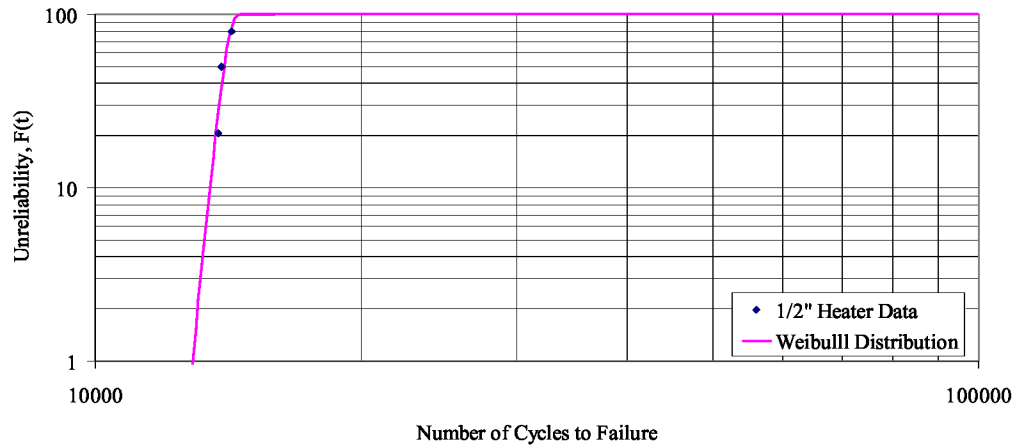 100
10
1
Unreliability, F(t)
10000
100000
Number of Cycles to Failure
1/2" Heater Data
Weibulll Distribution